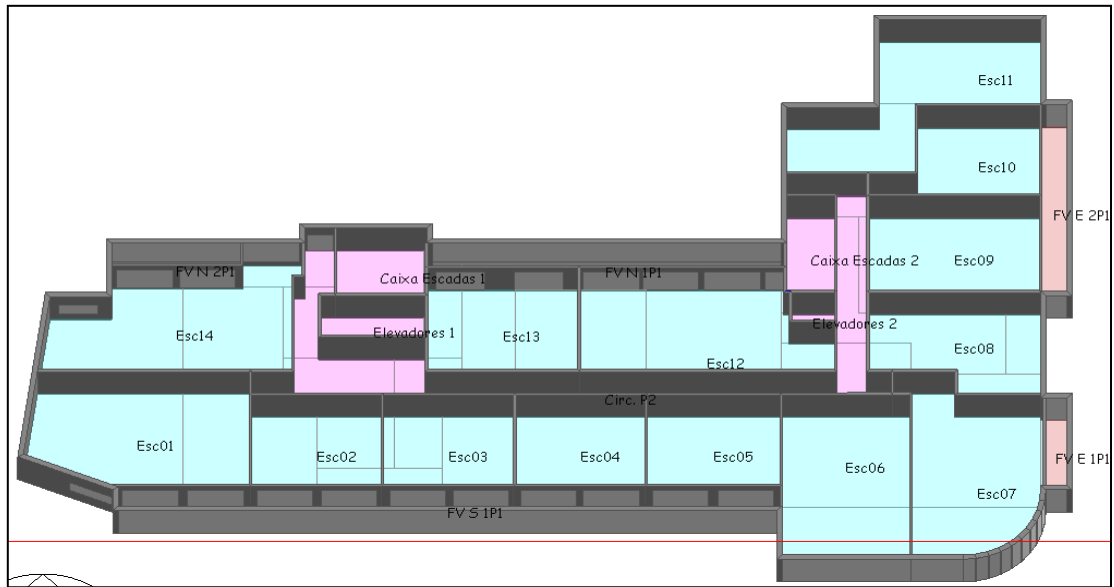 Esc11
Esc10
FV E 2P1
Caixa Escadas 2
Esc09
FV N 2P1
Caixa Escadas 1
FV N 1P1
Esc14
Elevadores 1
Esc13
Elevadores 2
Esc08
Esc12
Circ. P2
Esc01
Esc02
Esc03
Esc04
Esc05
Esc06
FV E 1P1
Esc07
FV S 1P1